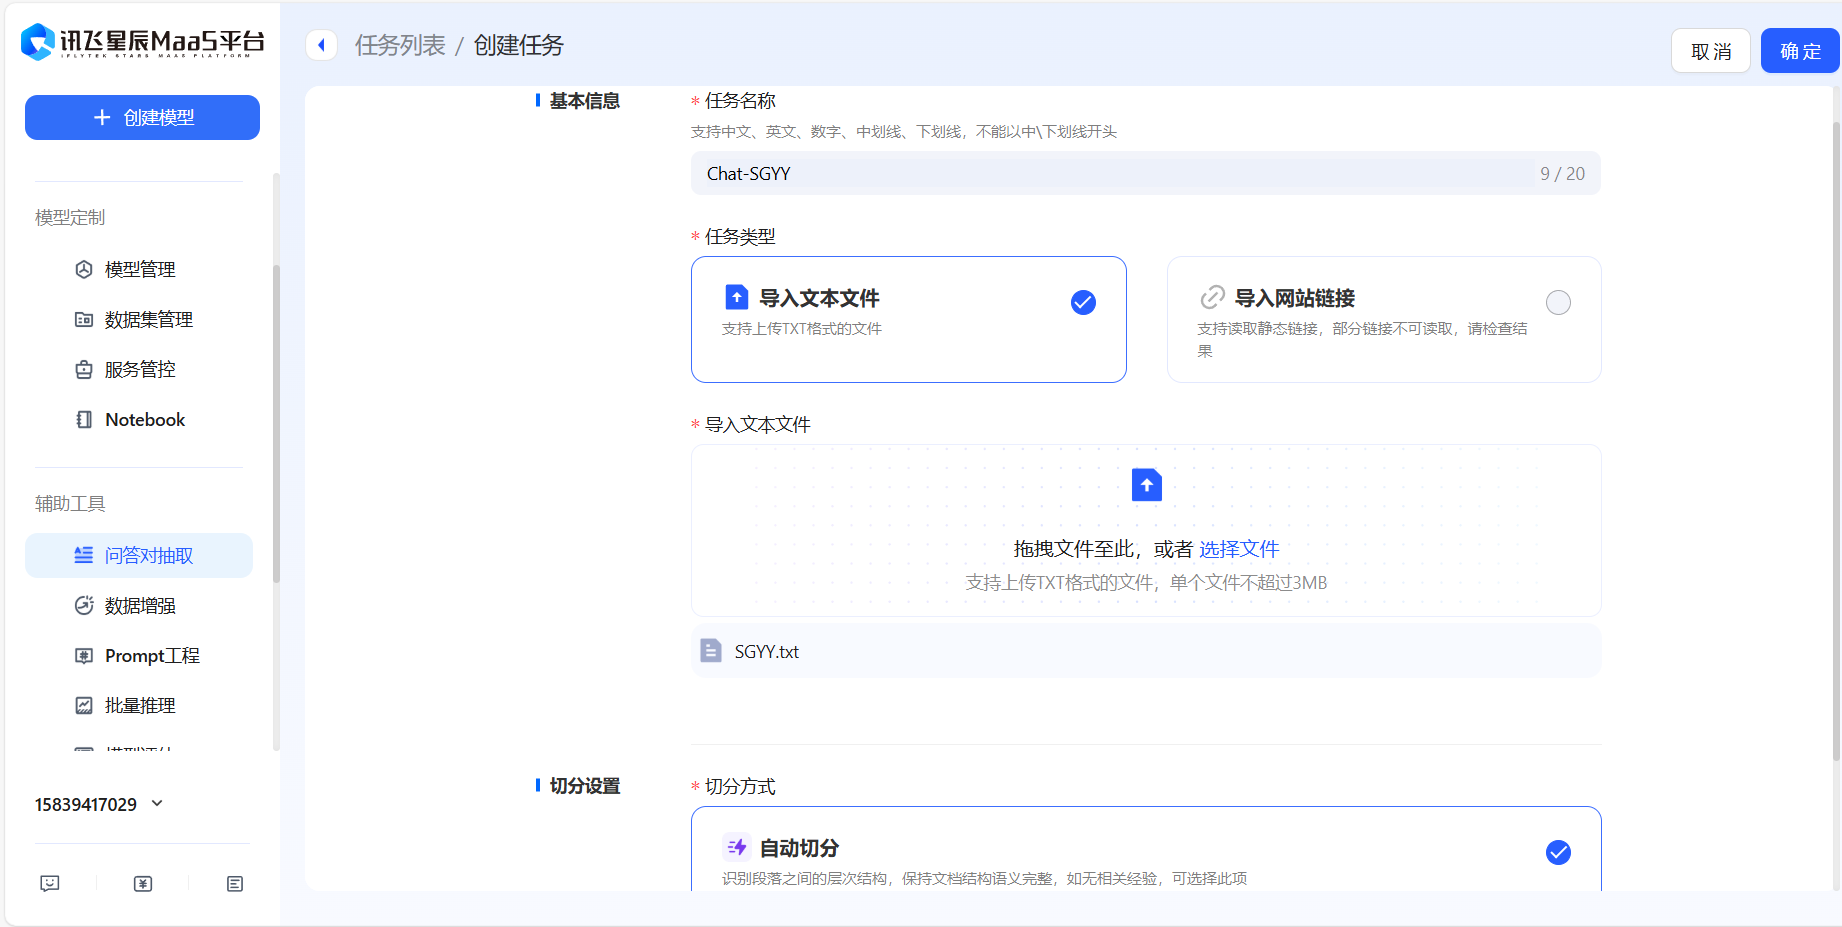 讯飞星辰MaaS平台
IFLYTEK STARS MAAS PLATFORM
创建模型
模型定制
模型管理
数据集管理
服务管控
Notebook
辅助工具
问答对抽取
数据增强
Prompt工程
批量推理
15839417029
任务列表 / 创建任务
取消
确定
基本信息
* 任务名称
支持中文、英文、数字、中划线、下划线，不能以中\下划线开头
Chat-SGYY
9 / 20
* 任务类型
导入文本文件
支持上传TXT格式的文件
导入网站链接
支持读取静态链接，部分链接不可读取，请检查结
果
* 导入文本文件
拖拽文件至此，或者 选择文件
支持上传TXT格式的文件，单个文件不超过3MB
SGYY.txt
切分设置
* 切分方式
自动切分
识别段落之间的层次结构，保持文档结构语义完整，如无相关经验，可选择此项